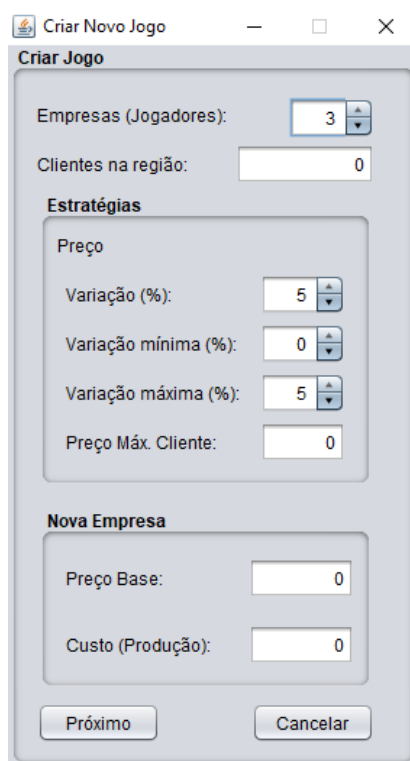 Criar Novo Jogo
Criar Jogo
Empresas (Jogadores): 3
Clientes na região: 0
Estratégias
Preço
Variação (%): 5
Variação mínima (%): 0
Variação máxima (%): 5
Preço Máx. Cliente: 0
Nova Empresa
Preço Base: 0
Custo (Produção): 0
Próximo Cancelar